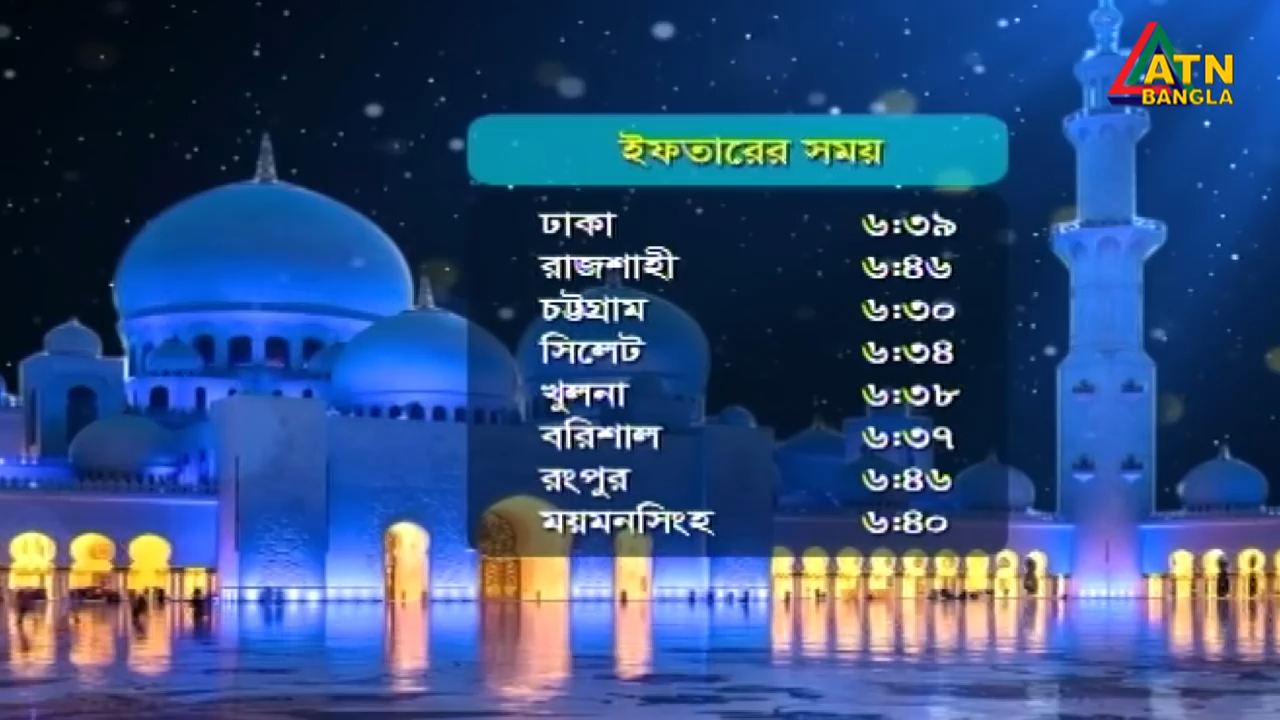 ATN
BANGLA
ইফতারের সময়
ঢাকা ৬:৩৯
রাজশাহী ৬:৪৬
চট্টগ্রাম ৬:৩০
সিলেট ৬:৩৪
খুলনা ৬:৩৮
বরিশাল ৬:৩৭
রংপুর ৬:৪৬
ময়মনসিংহ ৬:৪০